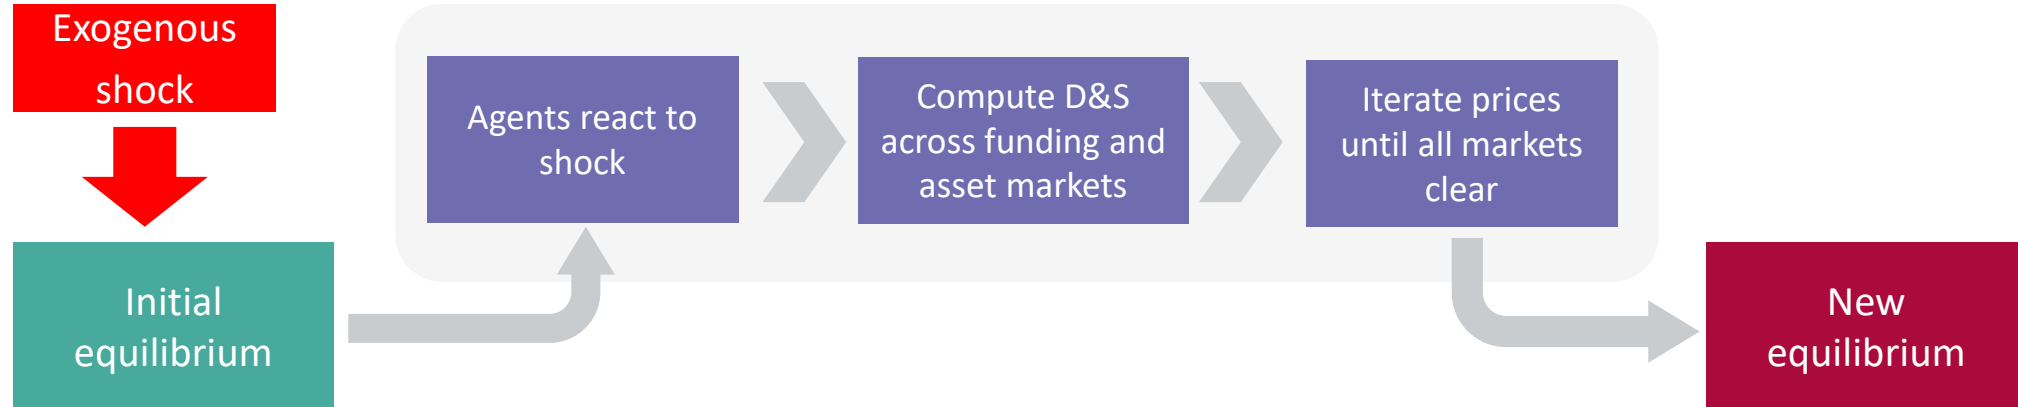 Exogenous
shock
Initial
equilibrium
Agents react to
shock
Compute D&S
across funding and
asset markets
Iterate prices
until all markets
clear
New
equilibrium